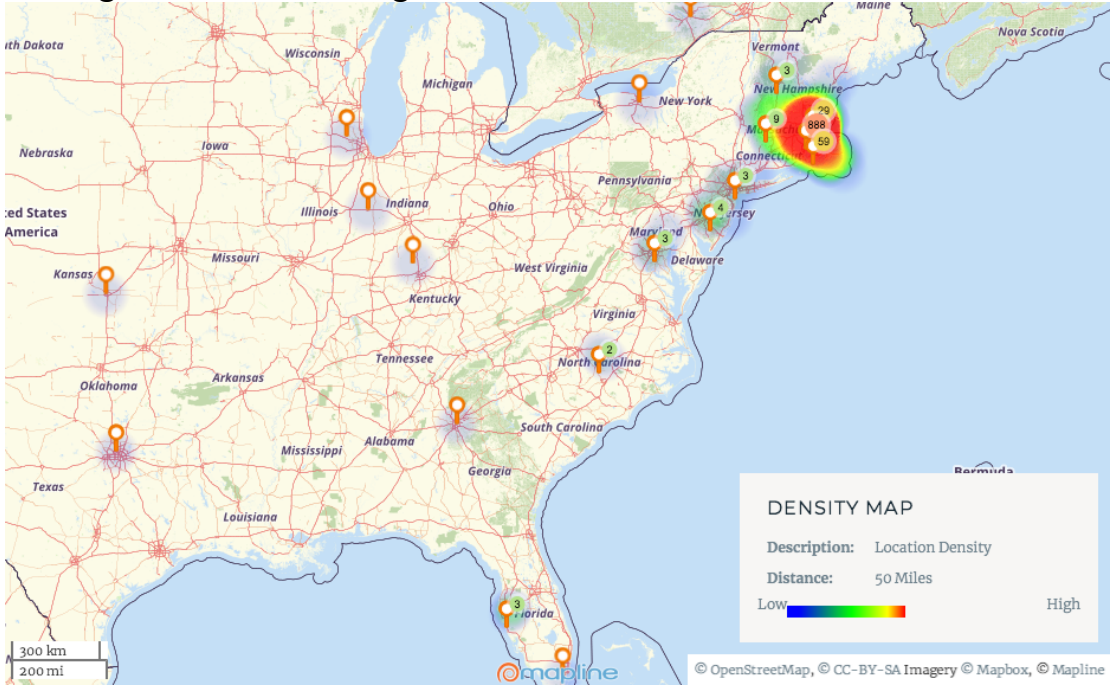 Maine
Nova Scotia
th Dakota
Wisconsin
Vermont
3
Michigan
New Hampshire
New York
29
9
888
59
Nebraska
Iowa
Connecticut
Pennsylvania
3
ted States
America
Illinois
Indiana
Ohio
4
Maryland
3
Missouri
West Virginia
Delaware
Kansas
Kentucky
Virginia
2
Tennessee
North Carolina
Oklahoma
Arkansas
South Carolina
Alabama
Mississippi
Georgia
Texas
Bermuda
Louisiana
DENSITY MAP
Description: Location Density
Distance: 50 Miles
Low High
3
Florida
300 km
200 mi
mapline
© OpenStreetMap, © CC-BY-SA Imagery © Mapbox, © Mapline